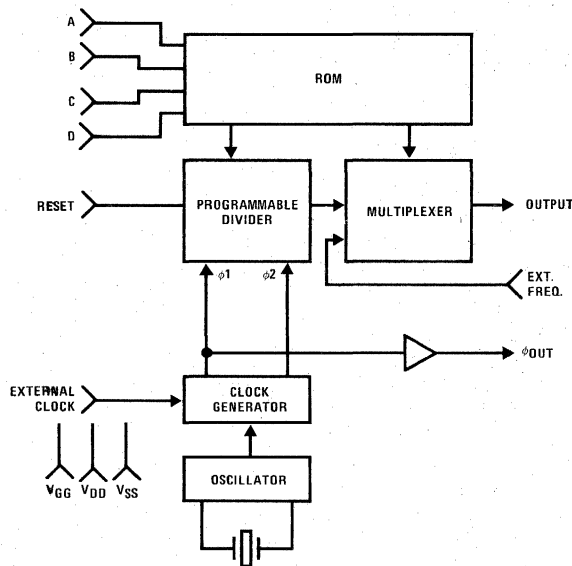 A
B
C
D
ROM
RESET
PROGRAMMABLE
DIVIDER
MULTIPLEXER
OUTPUT
ϕ1
ϕ2
EXT.
FREQ.
ϕOUT
EXTERNAL
CLOCK
CLOCK
GENERATOR
VGG
VDD
VSS
OSCILLATOR